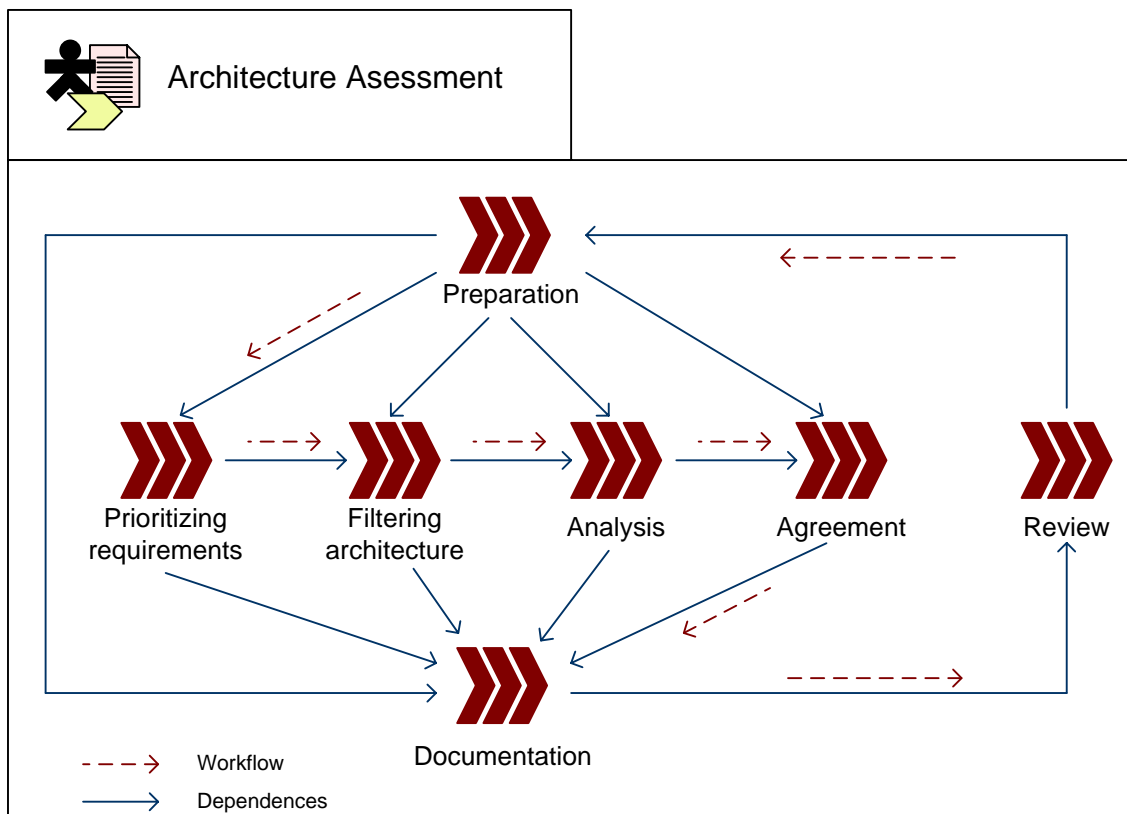 Architecture Asessment
Preparation
Prioritizing
requirements
Filtering
architecture
Analysis
Agreement
Review
Documentation
Workflow
Dependences